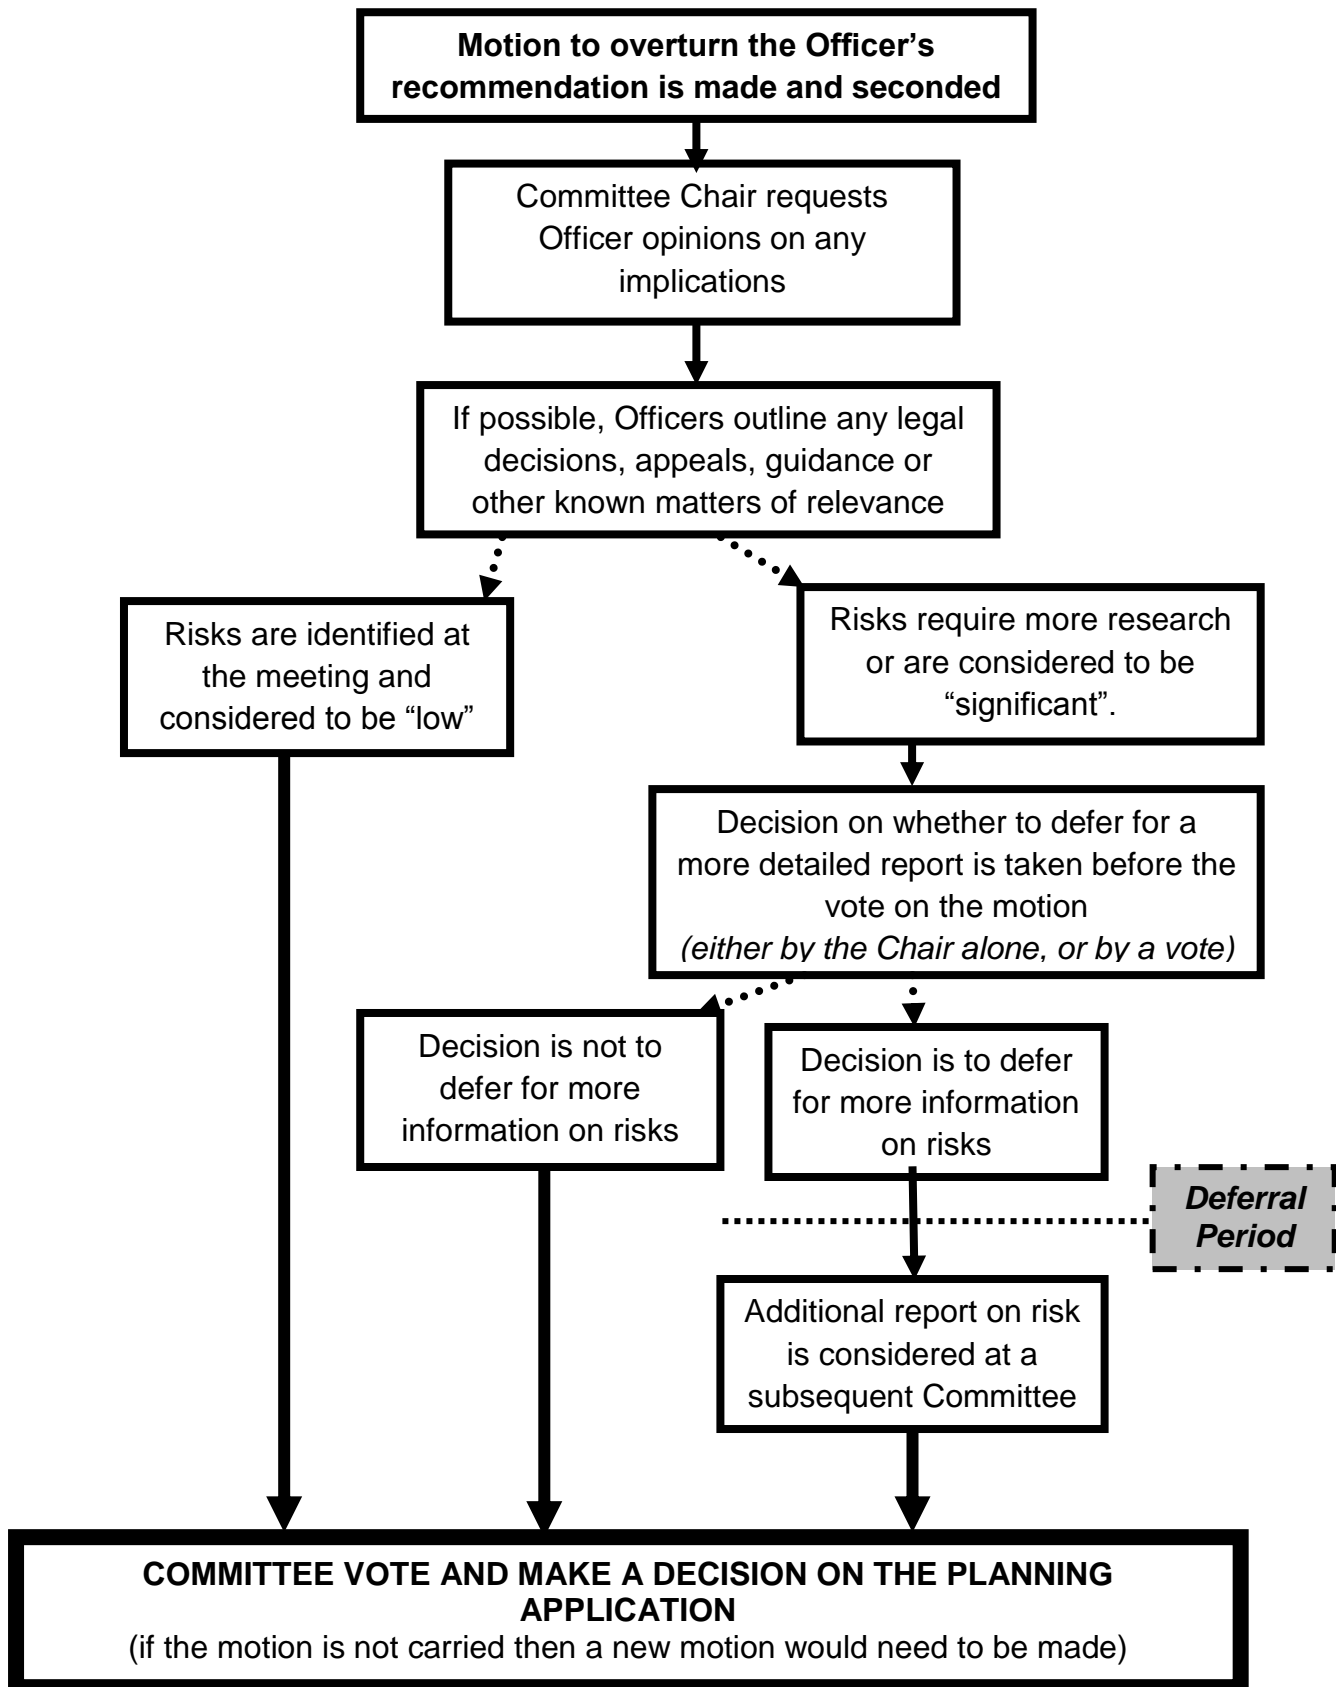 Motion to overturn the Officer’s
recommendation is made and seconded
Committee Chair requests
Officer opinions on any
implications
If possible, Officers outline any legal
decisions, appeals, guidance or
other known matters of relevance
Risks are identified at
the meeting and
considered to be “low”
Risks require more research
or are considered to be
“significant”.
Decision on whether to defer for a
more detailed report is taken before the
vote on the motion
(either by the Chair alone, or by a vote)
Decision is not to
defer for more
information on risks
Decision is to defer
for more information
on risks
Deferral
Period
Additional report on risk
is considered at a
subsequent Committee
COMMITTEE VOTE AND MAKE A DECISION ON THE PLANNING
APPLICATION
(if the motion is not carried then a new motion would need to be made)